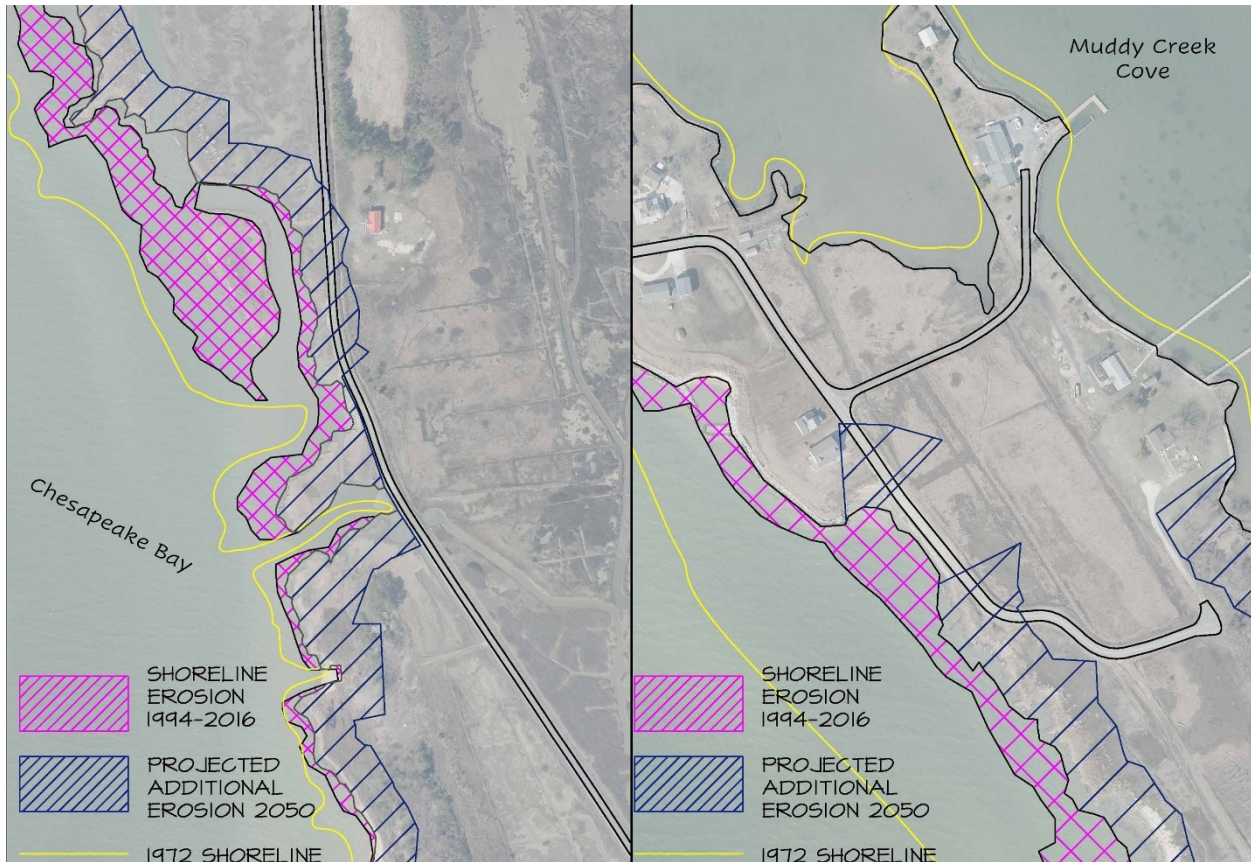 Chesapeake Bay
SHORELINE
EROSION
1994-2016
PROJECTED
ADDITIONAL
EROSION 2050
1972 SHORELINE
Muddy Creek
Cove
SHORELINE
EROSION
1994-2016
PROJECTED
ADDITIONAL
EROSION 2050
1972 SHORELINE